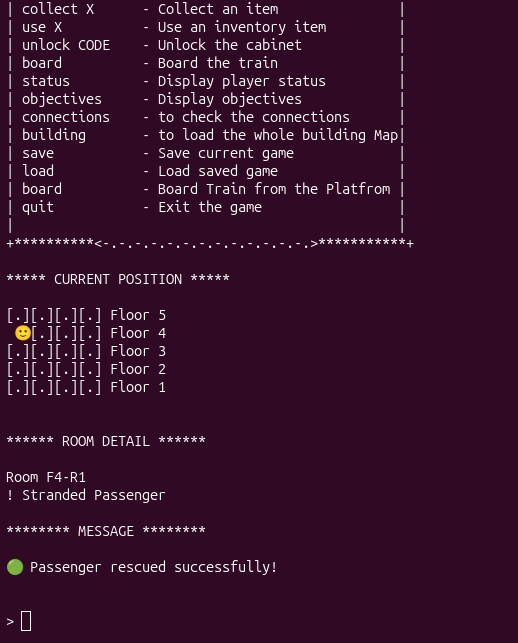 | collect X      - Collect an item               |
| use X          - Use an inventory item         |
| unlock CODE    - Unlock the cabinet            |
| board          - Board the train               |
| status         - Display player status         |
| objectives     - Display objectives            |
| connections    - to check the connections      |
| building       - to load the whole building Map|
| save           - Save current game             |
| load           - Load saved game               |
| board          - Board Train from the Platfrom |
| quit           - Exit the game                 |
|                                                |
+**********<-.-.-.-.-.-.-.-.-.-.-.-.-.>***********+
***** CURRENT POSITION *****
[.][.][.][.] Floor 5
🙂[.][.][.] Floor 4
[.][.][.][.] Floor 3
[.][.][.][.] Floor 2
[.][.][.][.] Floor 1
****** ROOM DETAIL ******
Room F4-R1
! Stranded Passenger
******** MESSAGE ********
🟢 Passenger rescued successfully!
>